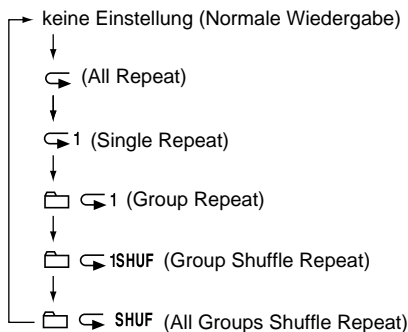 keine Einstellung (Normale Wiedergabe)
(All Repeat)
1 (Single Repeat)
1 (Group Repeat)
1SHUF (Group Shuffle Repeat)
SHUF (All Groups Shuffle Repeat)